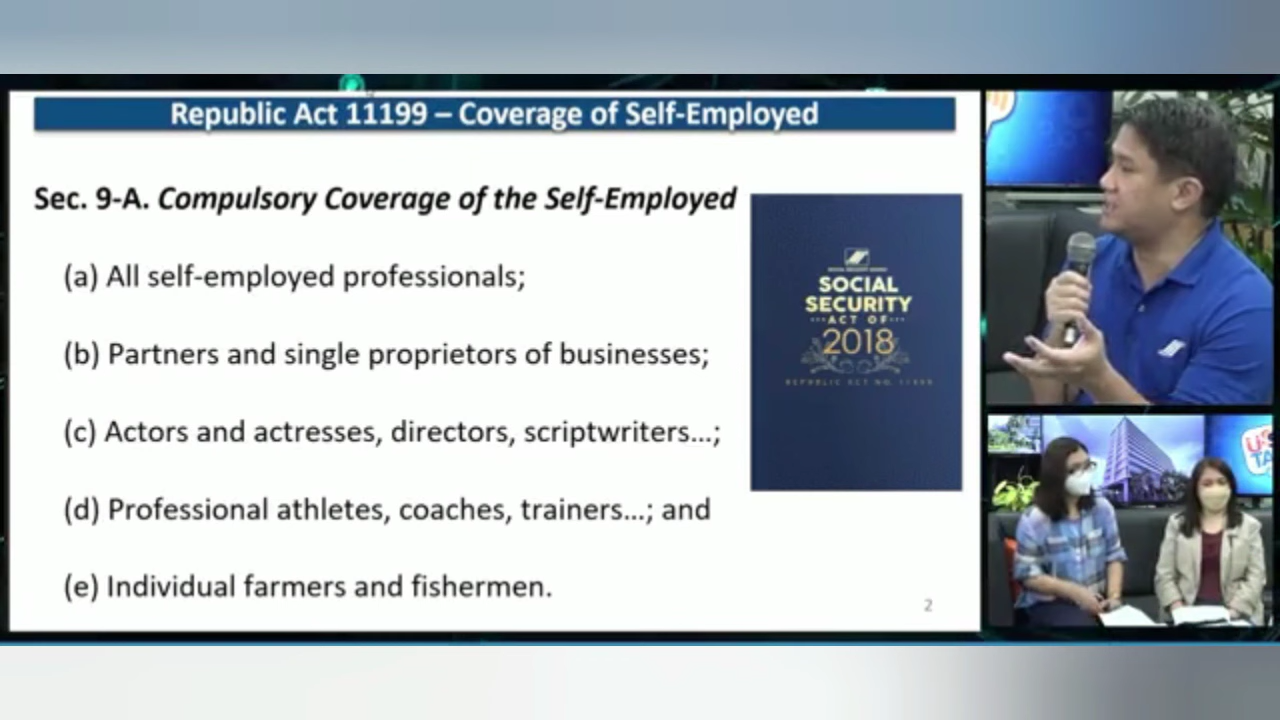 Republic Act 11199 – Coverage of Self-Employed
Sec. 9-A. Compulsory Coverage of the Self-Employed
(a) All self-employed professionals;
(b) Partners and single proprietors of businesses;
(c) Actors and actresses, directors, scriptwriters...;
(d) Professional athletes, coaches, trainers...; and
(e) Individual farmers and fishermen.
2
SOCIAL
SECURITY
ACT OF
2018
REPUBLIC ACT NO. 11199